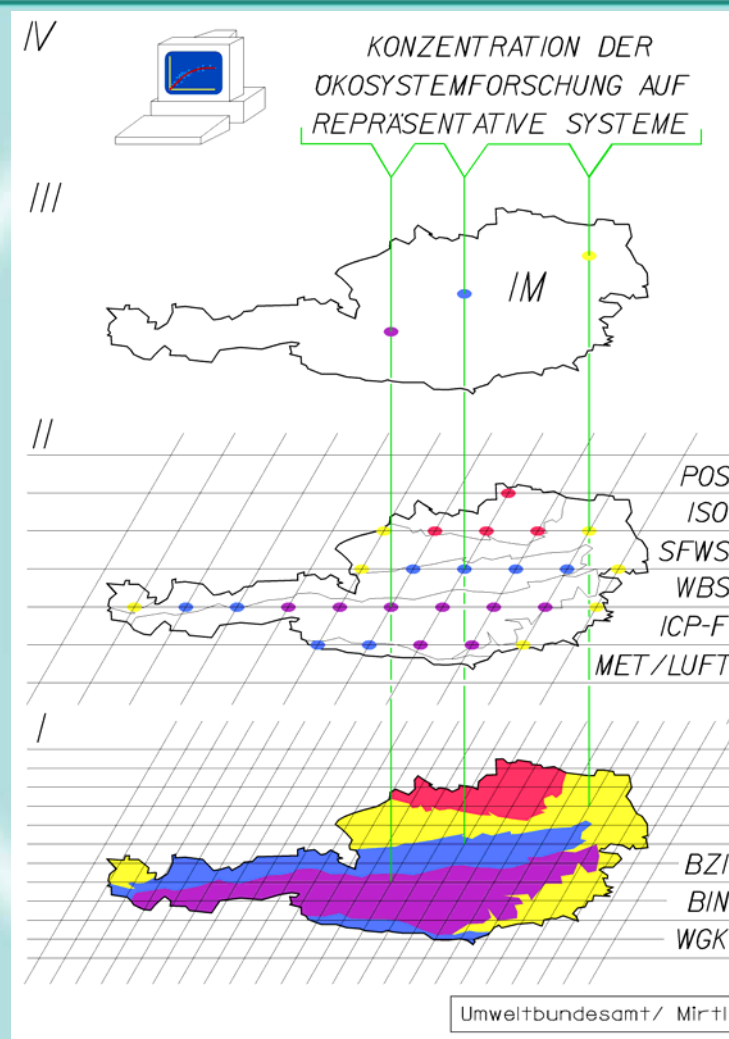 IV
KONZENTRATION DER
ÖKOSYSTEMFORSCHUNG AUF
REPRÄSENTATIVE SYSTEME
III
IM
II
POS
ISO
SFWS
WBS
ICP-F
MET/LUFT
I
BZI
BIN
WGK
Umweltbundesamt/ Mirtl